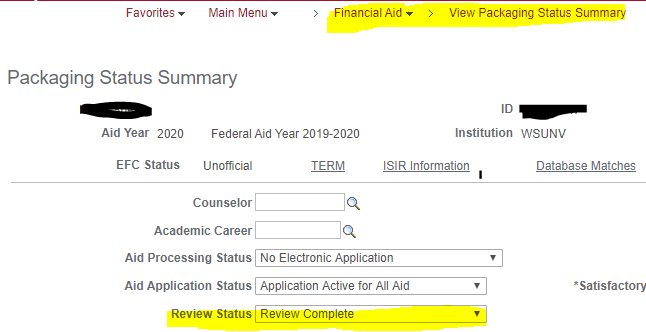 Favorites Main Menu > Financial Aid > View Packaging Status Summary
Packaging Status Summary
ID
Aid Year 2020 Federal Aid Year 2019-2020 Institution WSUNV
EFC Status Unofficial TERM ISIR Information Database Matches
Counselor
Academic Career
Aid Processing Status No Electronic Application
Aid Application Status Application Active for All Aid *Satisfactory
Review Status Review Complete